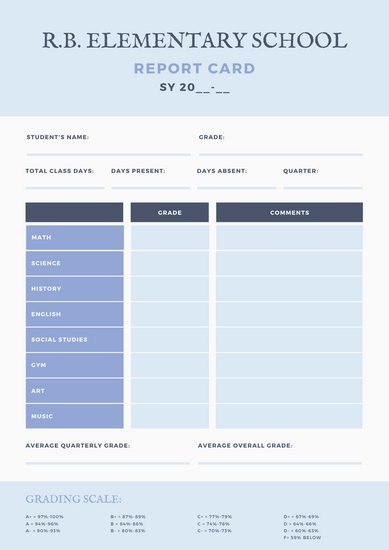 R.B. ELEMENTARY SCHOOL
REPORT CARD
SY 20__-__
STUDENT'S NAME: GRADE:
TOTAL CLASS DAYS: DAYS PRESENT: DAYS ABSENT: QUARTER:
GRADE COMMENTS
MATH
SCIENCE
HISTORY
ENGLISH
SOCIAL STUDIES
GYM
ART
MUSIC
AVERAGE QUARTERLY GRADE: AVERAGE OVERALL GRADE:
GRADING SCALE:
A+ = 97%-100% B+ = 87%-89% C+ = 77%-79% D+ = 67%-69%
A = 94%-96% B = 84%-86% C = 74%-76% D = 64%-66%
A- = 90%-93% B- = 80%-83% C- = 70%-73% D- = 60%-63%
F= 59% BELOW